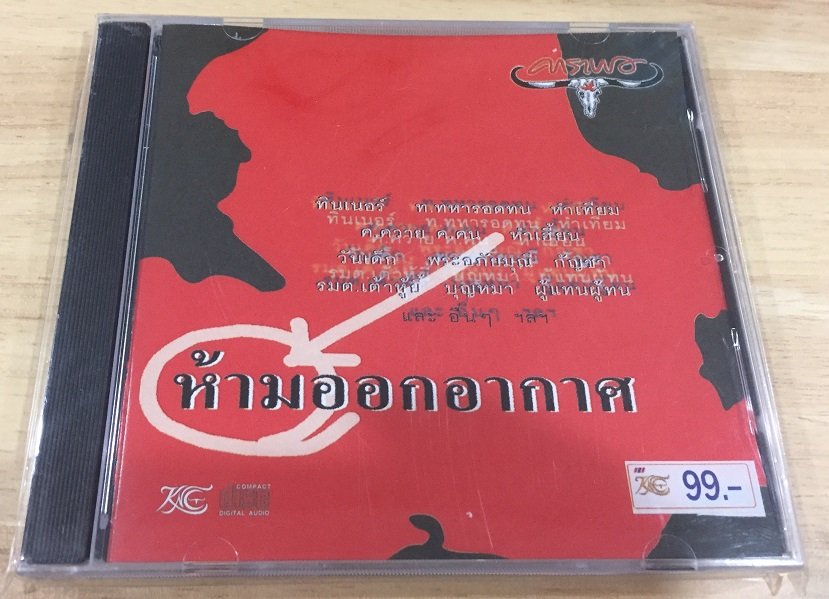 คาราบาว
ทินเนอร์ ท.ทหารอดทน หำเทียม
ค.ควาย ค.ฅน หำเฮี้ยน
วันเด็ก พระอภัยมุณี กัญชา
รมต.เต้าหู้ยี้ บุญหมา ผู้แทนผู้ทน
และ อื่นๆ ฯลฯ
ห้ามออกอากาศ
COMPACT
DIGITAL AUDIO
99.-